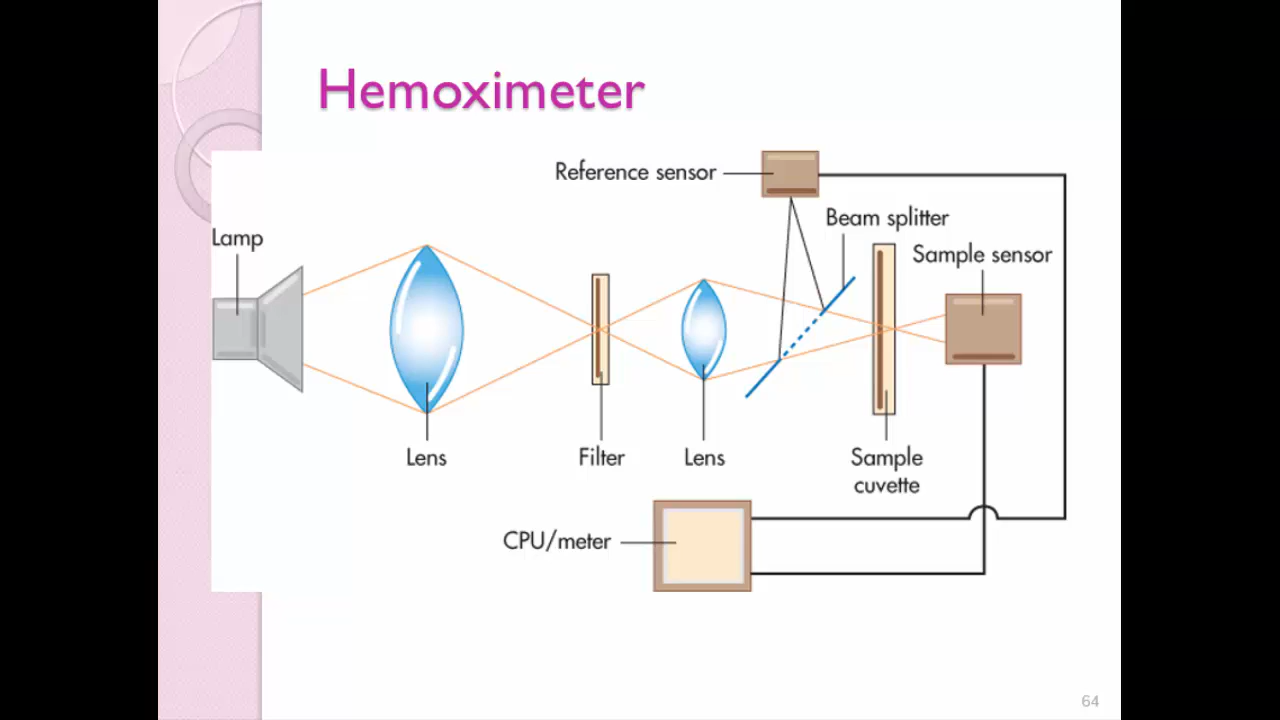 Hemoximeter
Reference sensor
Beam splitter
Lamp
Sample sensor
Lens
Filter
Lens
Sample
cuvette
CPU/meter
64